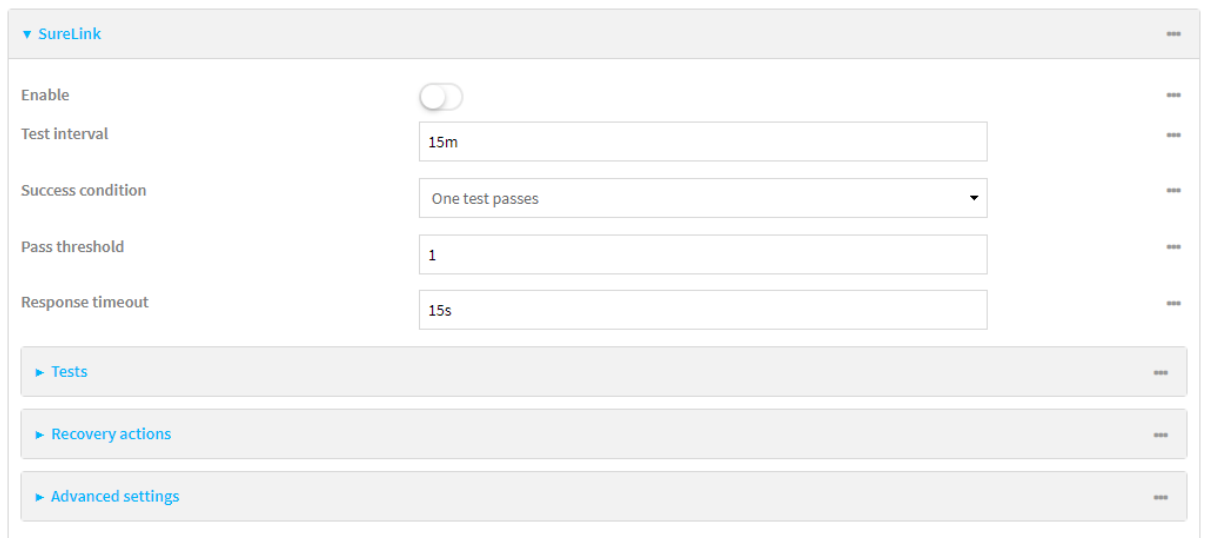 SureLink
Enable
Test interval
15m
Success condition
One test passes
Pass threshold
1
Response timeout
15s
Tests
Recovery actions
Advanced settings